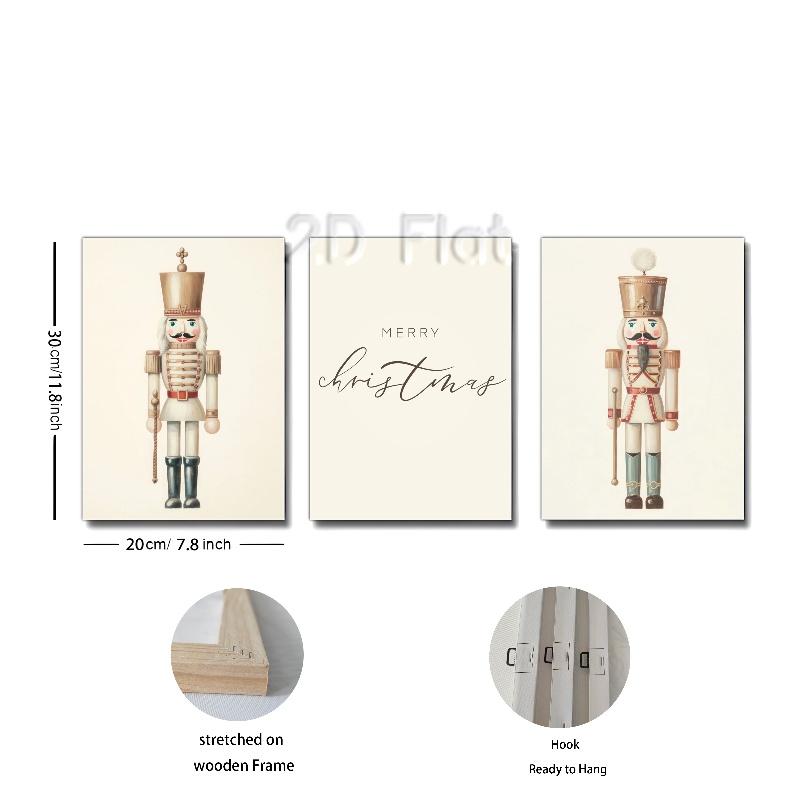 2D Flat
MERRY
christmas
30cm/11.8inch
20cm/ 7.8 inch
stretched on
wooden Frame
Hook
Ready to Hang